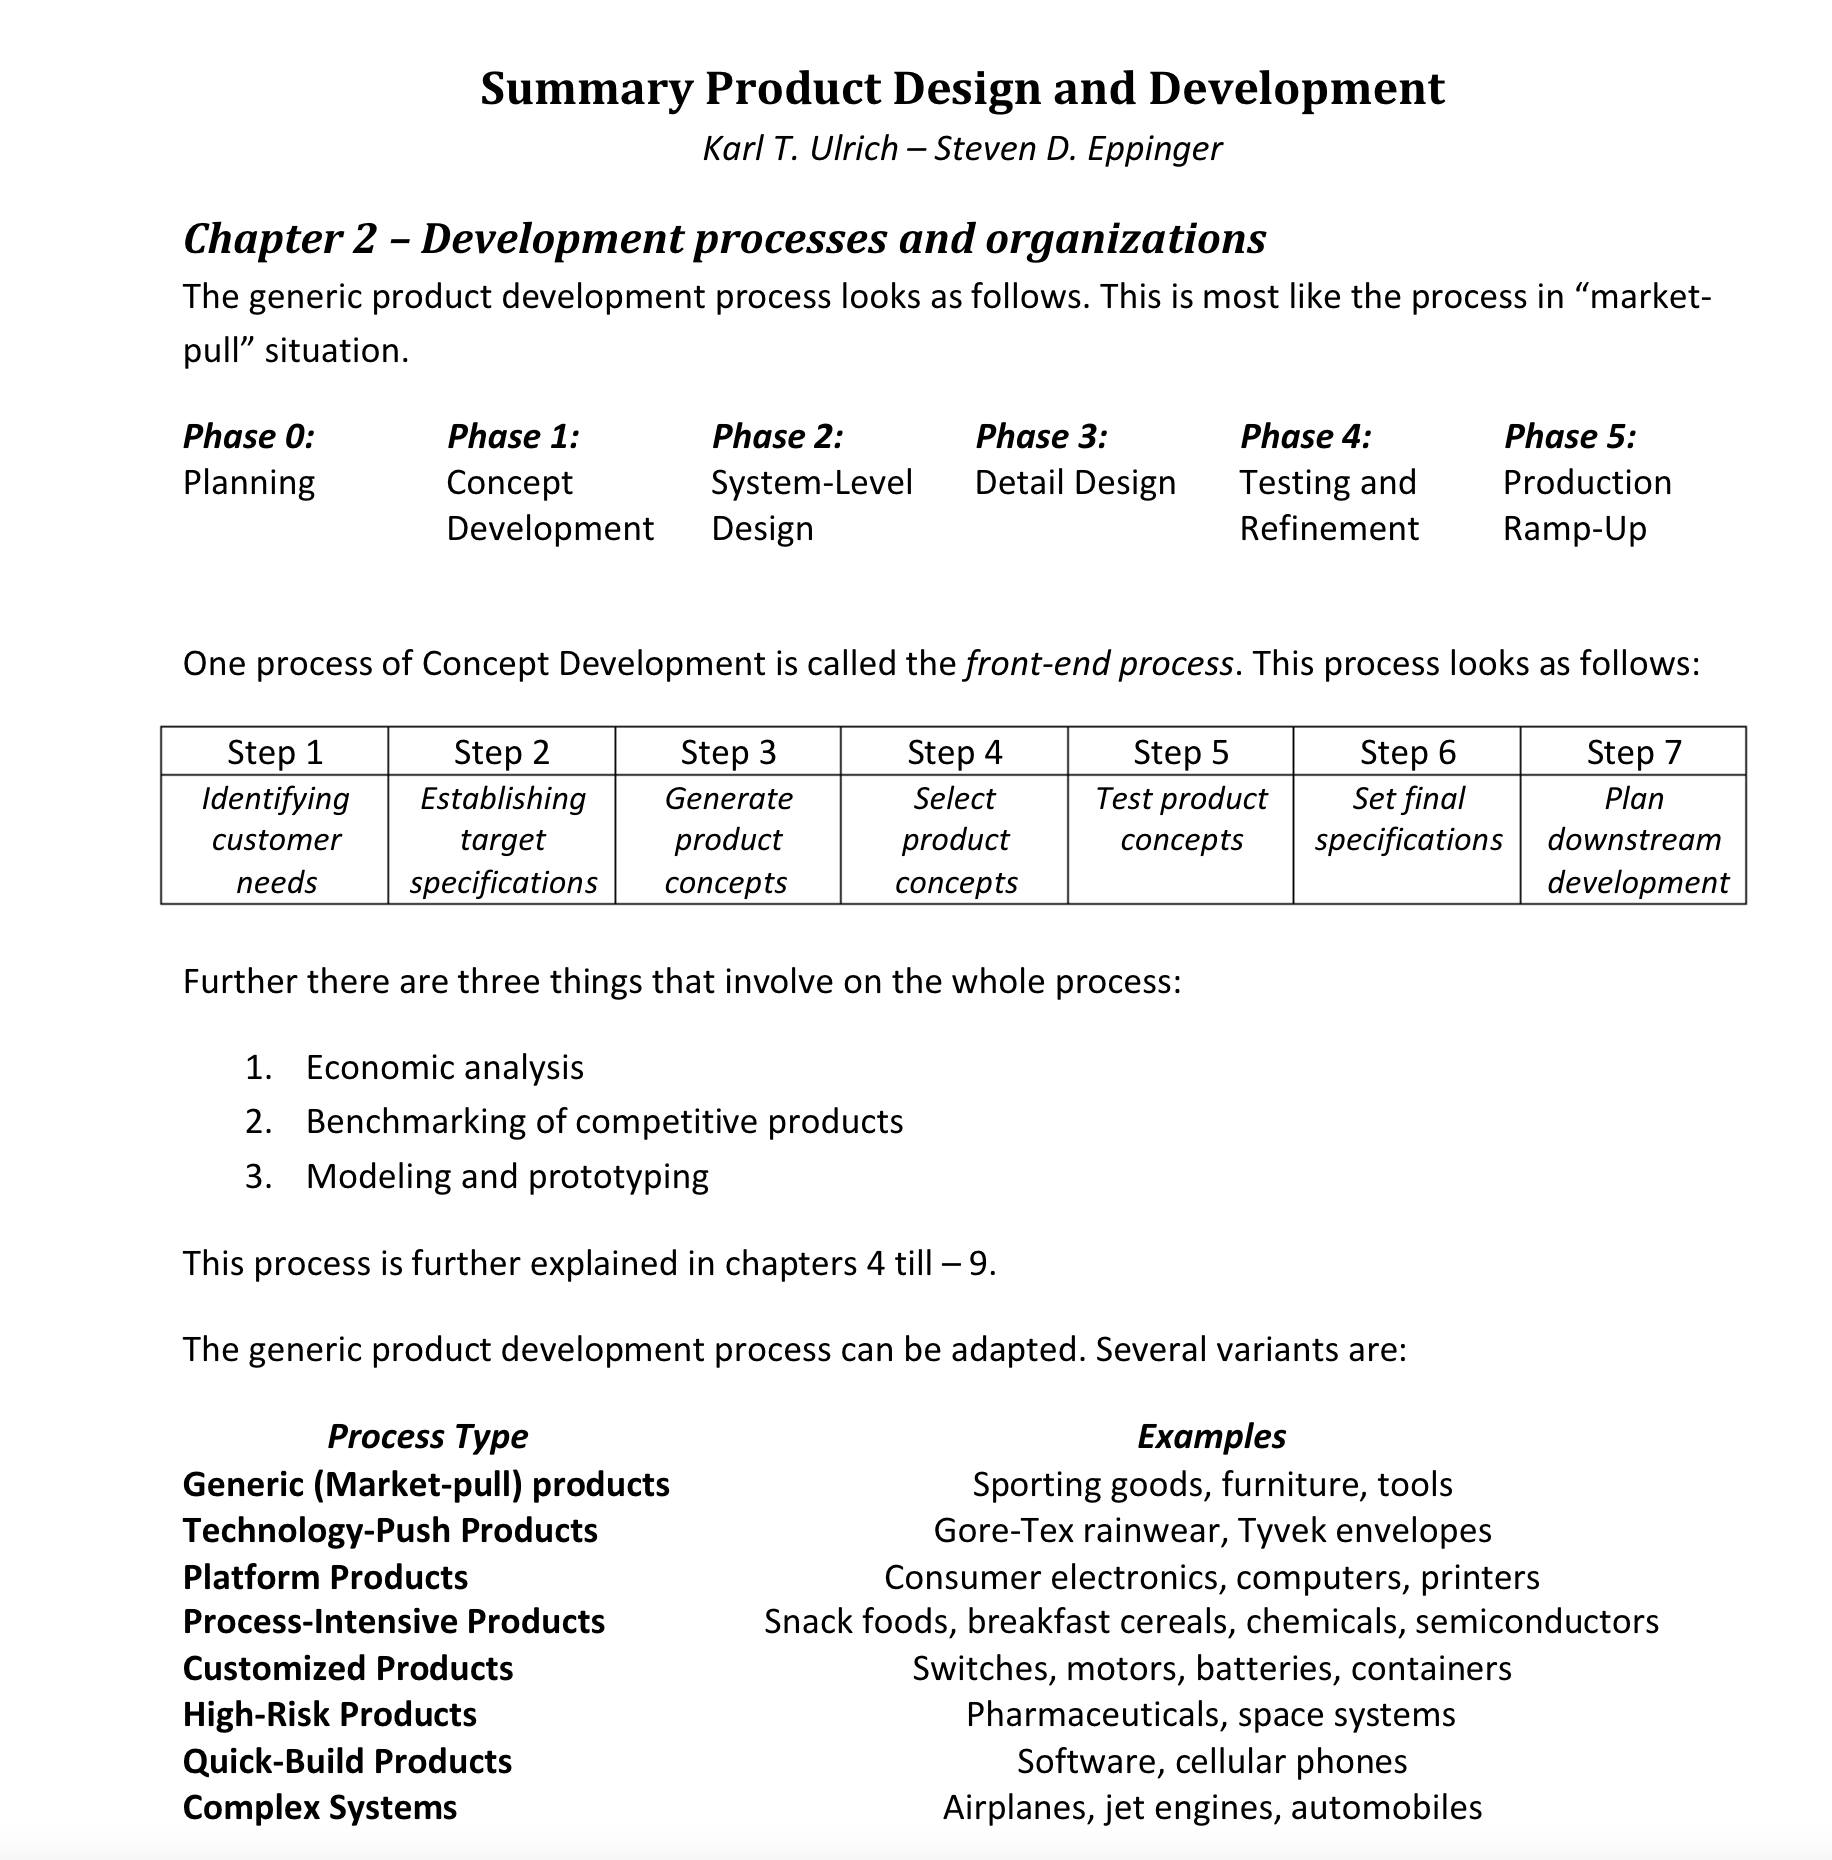 Summary Product Design and Development
Karl T. Ulrich – Steven D. Eppinger
Chapter 2 – Development processes and organizations
The generic product development process looks as follows. This is most like the process in “market-
pull” situation.
Phase 0: Phase 1: Phase 2: Phase 3: Phase 4: Phase 5:
Planning Concept System-Level Detail Design Testing and Production
Development Design Refinement Ramp-Up
One process of Concept Development is called the front-end process. This process looks as follows:
Step 1 Step 2 Step 3 Step 4 Step 5 Step 6 Step 7
Identifying Establishing Generate Select Test product Set final Plan
customer target product product concepts specifications downstream
needs specifications concepts concepts development
Further there are three things that involve on the whole process:
1. Economic analysis
2. Benchmarking of competitive products
3. Modeling and prototyping
This process is further explained in chapters 4 till – 9.
The generic product development process can be adapted. Several variants are:
Process Type Examples
Generic (Market-pull) products Sporting goods, furniture, tools
Technology-Push Products Gore-Tex rainwear, Tyvek envelopes
Platform Products Consumer electronics, computers, printers
Process-Intensive Products Snack foods, breakfast cereals, chemicals, semiconductors
Customized Products Switches, motors, batteries, containers
High-Risk Products Pharmaceuticals, space systems
Quick-Build Products Software, cellular phones
Complex Systems Airplanes, jet engines, automobiles